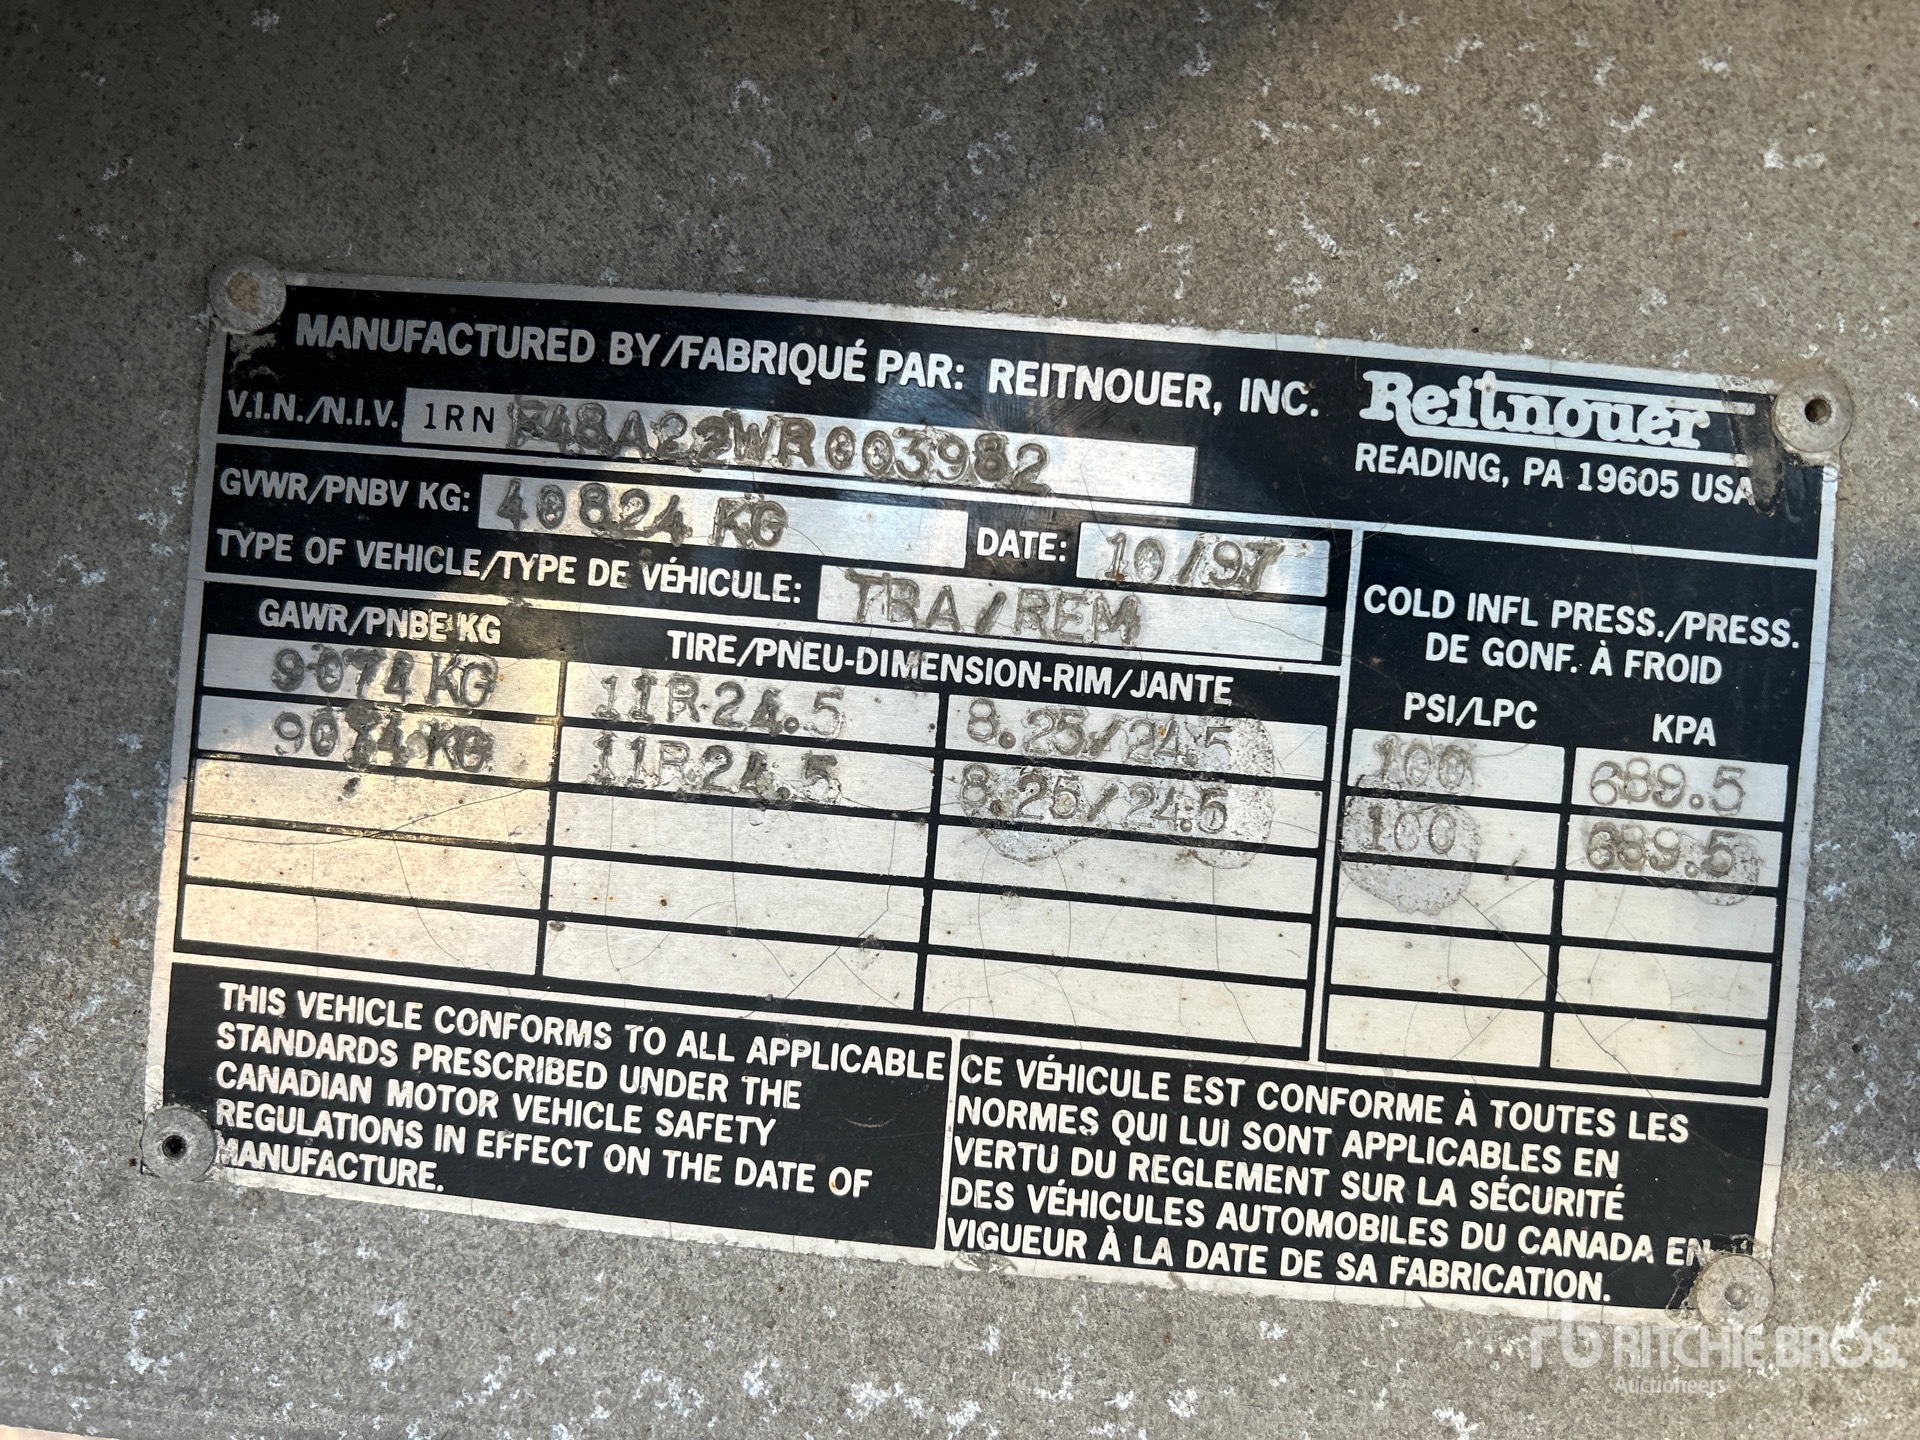 MANUFACTURED BY/FABRIQUÉ PAR: REITNOUER, INC.
Reitnouer
READING, PA 19605 USA
V.I.N./N.I.V. 1RN F48A22WR003982
GVWR/PNBV KG: 40824 KG DATE: 10/97
TYPE OF VEHICLE/TYPE DE VÉHICULE: TRA/REM
GAWR/PNBE KG TIRE/PNEU-DIMENSION-RIM/JANTE
COLD INFL PRESS./PRESS.
DE GONF. À FROID
PSI/LPC KPA
9074 KG 11R24.5 8.25/24.5 100 689.5
9074 KG 11R24.5 8.25/24.5 100 689.5
THIS VEHICLE CONFORMS TO ALL APPLICABLE
STANDARDS PRESCRIBED UNDER THE
CANADIAN MOTOR VEHICLE SAFETY
REGULATIONS IN EFFECT ON THE DATE OF
MANUFACTURE.
CE VÉHICULE EST CONFORME À TOUTES LES
NORMES QUI LUI SONT APPLICABLES EN
VERTU DU REGLEMENT SUR LA SÉCURITÉ
DES VÉHICULES AUTOMOBILES DU CANADA EN
VIGUEUR À LA DATE DE SA FABRICATION.
rb RITCHIE BROS.
Auctioneers